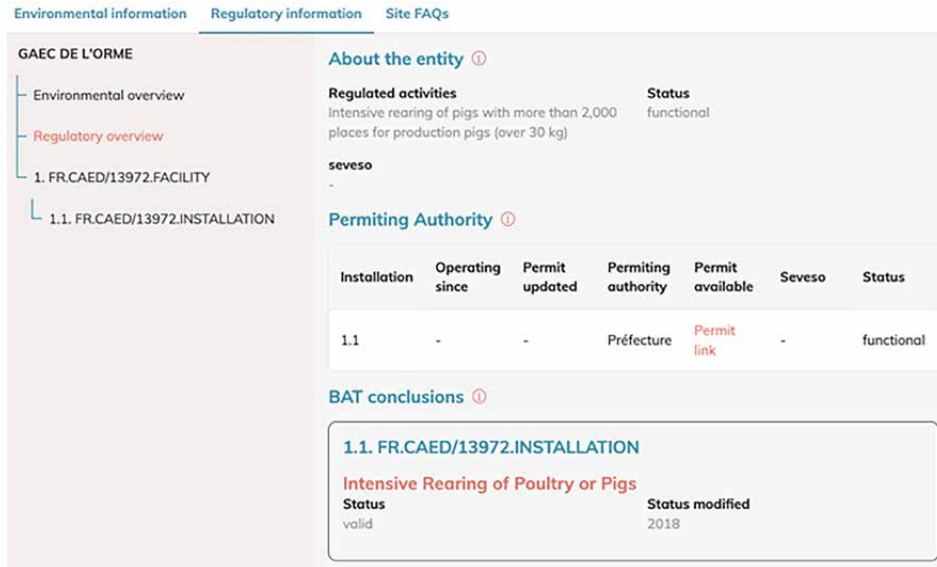 Environmental information Regulatory information Site FAQs
GAEC DE L'ORME
Environmental overview
Regulatory overview
1. FR.CAED/13972.FACILITY
1.1. FR.CAED/13972.INSTALLATION
About the entity
Regulated activities Status
Intensive rearing of pigs with more than 2,000 functional
places for production pigs (over 30 kg)
seveso
-
Permiting Authority
Installation Operating since Permit updated Permiting authority Permit available Seveso Status
1.1 - - Préfecture Permit link - functional
BAT conclusions
1.1. FR.CAED/13972.INSTALLATION
Intensive Rearing of Poultry or Pigs
Status Status modified
valid 2018